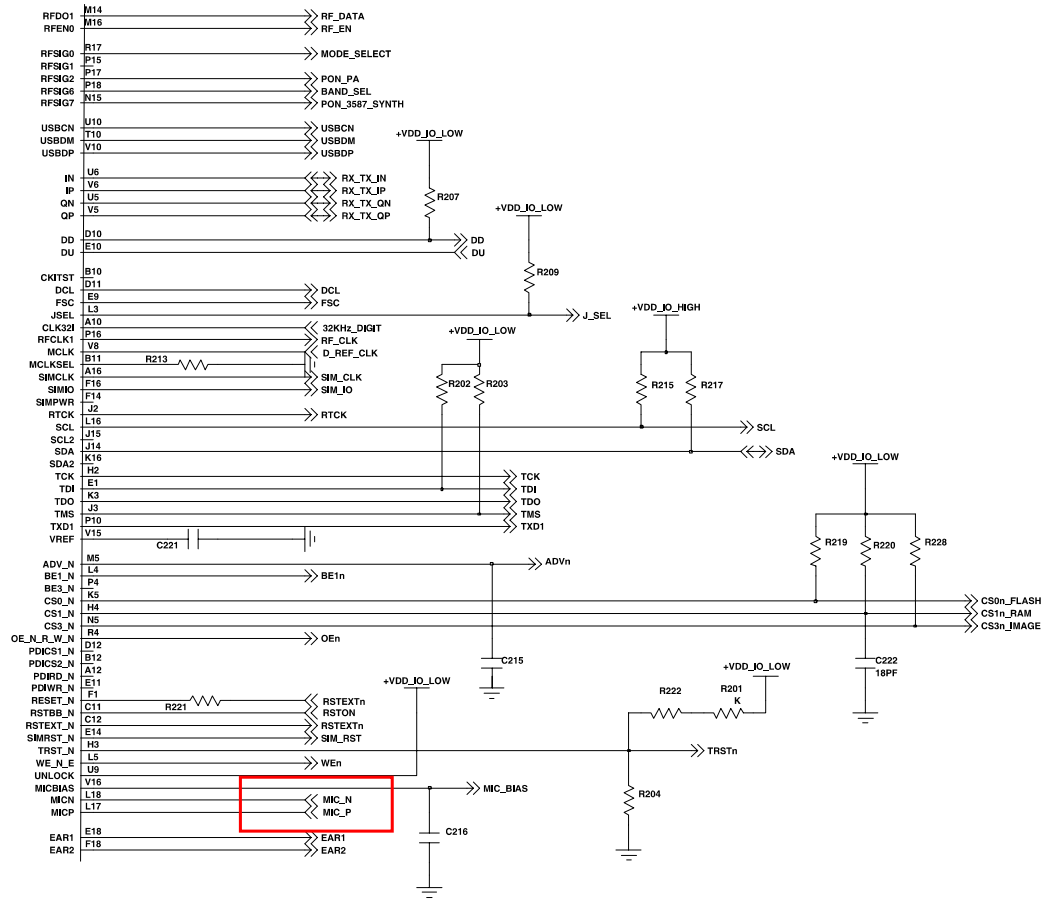 RFDO1 M14 RF_DATA
RFEN0 M16 RF_EN
RFSIG0 R17 MODE_SELECT
RFSIG1 P15
RFSIG2 P17 PON_PA
RFSIG6 P18 BAND_SEL
RFSIG7 N15 PON_3587_SYNTH
USBCN U10 USBCN
USBDM T10 USBDM
USBDP V10 USBDP
+VDD_IO_LOW
IN U6 RX_TX_IN
IP V6 RX_TX_IP
QN U5 RX_TX_QN
QP V5 RX_TX_QP
R207
+VDD_IO_LOW
DD D10 DD
DU E10 DU
R209
CKITST B10
DCL D11 DCL
FSC E9 FSC
JSEL L3 J_SEL
+VDD_IO_HIGH
CLK32I A10 32KHz_DIGIT
RFCLK1 P16 RF_CLK
+VDD_IO_LOW
MCLK V8 D_REF_CLK
MCLKSEL B11 R213
SIMCLK A16 SIM_CLK
SIMIO F16 SIM_IO
R202 R203 R215 R217
SIMPWR F14
RTCK J2 RTCK
SCL L16 SCL
SCL2 J15
SDA J14 SDA
SDA2 K16
+VDD_IO_LOW
TCK H2 TCK
TDI E1 TDI
TDO K3 TDO
TMS J3 TMS
TXD1 P10 TXD1
VREF V15 C221
R219 R220 R228
ADV_N M5 ADVn
BE1_N L4 BE1n
BE3_N P4
CS0_N K5 CS0n_FLASH
CS1_N H4 CS1n_RAM
CS3_N N5 CS3n_IMAGE
OE_N_R_W_N R4 OEn
PDICS1_N D12
PDICS2_N B12
C215 C222
18PF
PDIRD_N A12
PDIWR_N E11
+VDD_IO_LOW +VDD_IO_LOW
RESET_N F1 R221 RSTEXTn
R222 R201
K
RSTBB_N C11 RSTON
RSTEXT_N C12 RSTEXTn
SIMRST_N E14 SIM_RST
TRST_N H3 TRSTn
WE_N_E L5 WEn
UNLOCK U9
MICBIAS V16 MIC_BIAS
R204
MICN L18 MIC_N
MICP L17 MIC_P
C216
EAR1 E18 EAR1
EAR2 F18 EAR2